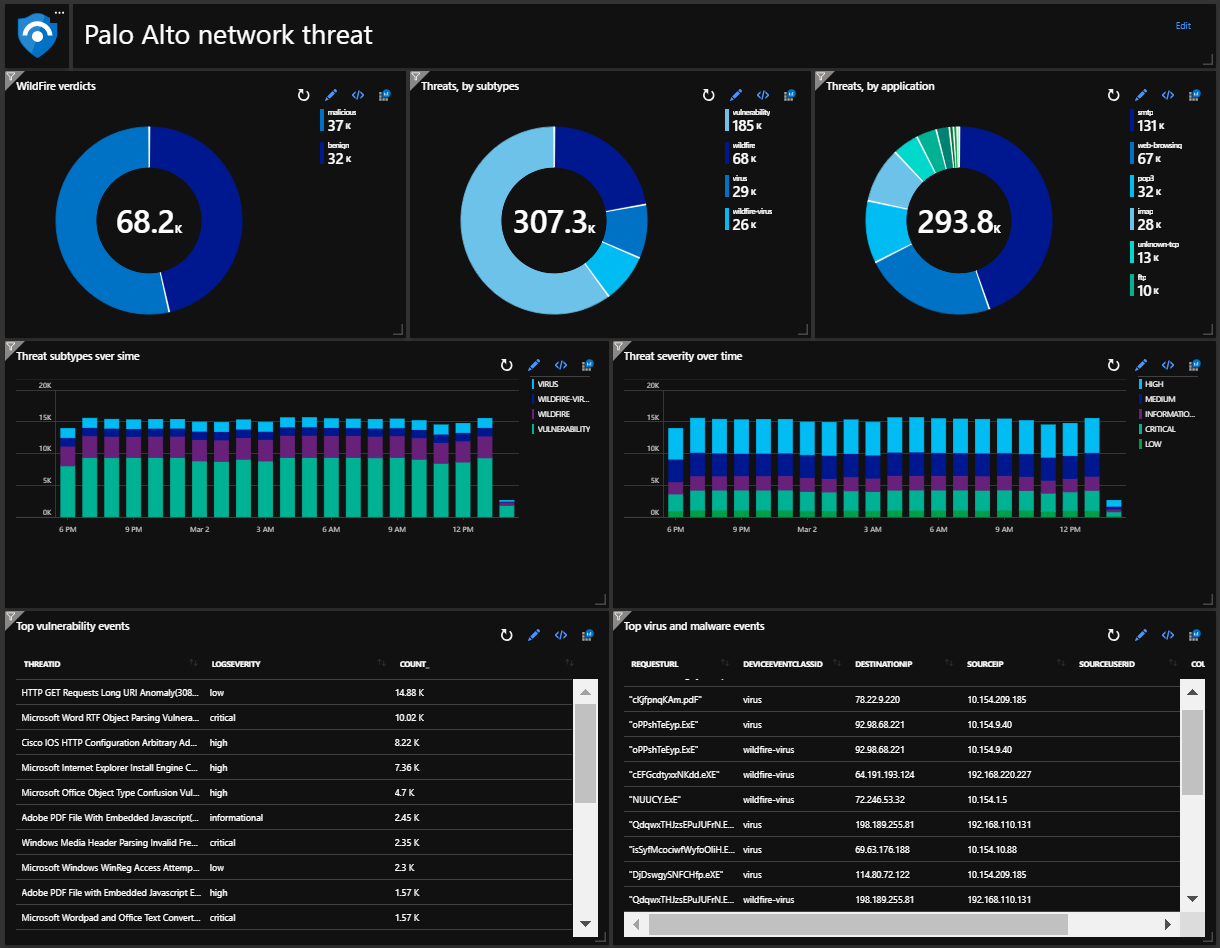 Palo Alto network threat
Edit
WildFire verdicts
malicious
37 K
benign
32 K
68.2 K
Threats, by subtypes
vulnerability
185 K
wildfire
68 K
virus
29 K
wildfire-virus
26 K
307.3 K
Threats, by application
smtp
131 K
web-browsing
67 K
pop3
32 K
imap
28 K
unknown-tcp
13 K
ftp
10 K
293.8 K
Threat subtypes sver sime
20K
15K
10K
5K
0K
6 PM 9 PM Mar 2 3 AM 6 AM 9 AM 12 PM
VIRUS
WILDFIRE-VIR...
WILDFIRE
VULNERABILITY
Threat severity over time
20K
15K
10K
5K
0K
6 PM 9 PM Mar 2 3 AM 6 AM 9 AM 12 PM
HIGH
MEDIUM
INFORMATIO...
CRITICAL
LOW
Top vulnerability events
THREATID LOGSEVERITY COUNT_
HTTP GET Requests Long URI Anomaly(308... low 14.88 K
Microsoft Word RTF Object Parsing Vulnera... critical 10.02 K
Cisco IOS HTTP Configuration Arbitrary Ad... high 8.22 K
Microsoft Internet Explorer Install Engine C... high 7.36 K
Microsoft Office Object Type Confusion Vul... high 4.7 K
Adobe PDF File With Embedded Javascript(... informational 2.45 K
Windows Media Header Parsing Invalid Fre... critical 2.35 K
Microsoft Windows WinReg Access Attemp... low 2.3 K
Adobe PDF File with Embedded Javascript E... high 1.57 K
Microsoft Wordpad and Office Text Convert... critical 1.57 K
Top virus and malware events
REQUESTURL DEVICEEVENTCLASSID DESTINATIONIP SOURCEIP SOURCEUSERID COU
"cKjfpnqKAm.pdF" virus 78.22.9.220 10.154.209.185
"oPPshTeEyp.ExE" virus 92.98.68.221 10.154.9.40
"oPPshTeEyp.ExE" wildfire-virus 92.98.68.221 10.154.9.40
"cEFGcdtyxxNKdd.eXE" wildfire-virus 64.191.193.124 192.168.220.227
"NUUCY.ExE" wildfire-virus 72.246.53.32 10.154.1.5
"QdqwxTHJzsEPuJUFrN.E... virus 198.189.255.81 192.168.110.131
"isSyfMcociwfWyfoOliH.E... virus 69.63.176.188 10.154.10.88
"DjDswgySNFCHfp.eXE" virus 114.80.72.122 10.154.209.185
"QdqwxTHJzsEPuJUFrN.E... wildfire-virus 198.189.255.81 192.168.110.131